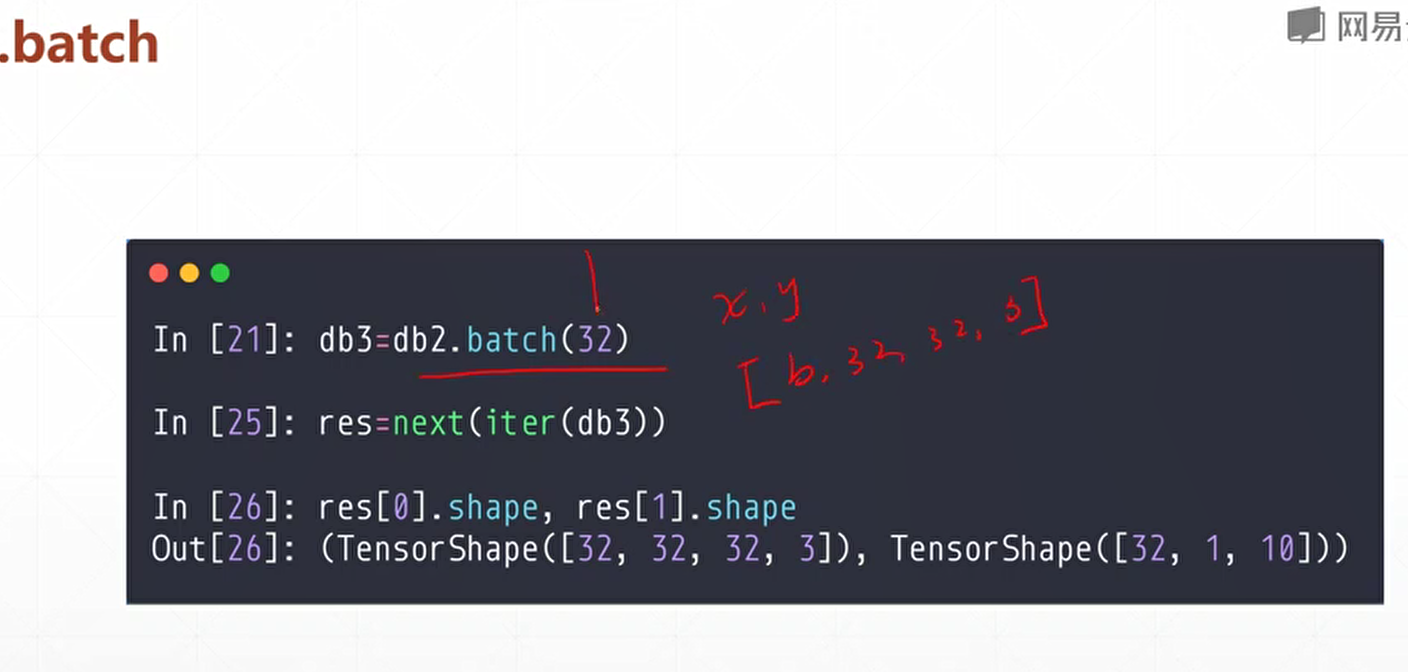 .batch
网易
In [21]: db3=db2.batch(32)
x, y
[b, 32, 32, 3]
In [25]: res=next(iter(db3))
In [26]: res[0].shape, res[1].shape
Out[26]: (TensorShape([32, 32, 32, 3]), TensorShape([32, 1, 10]))